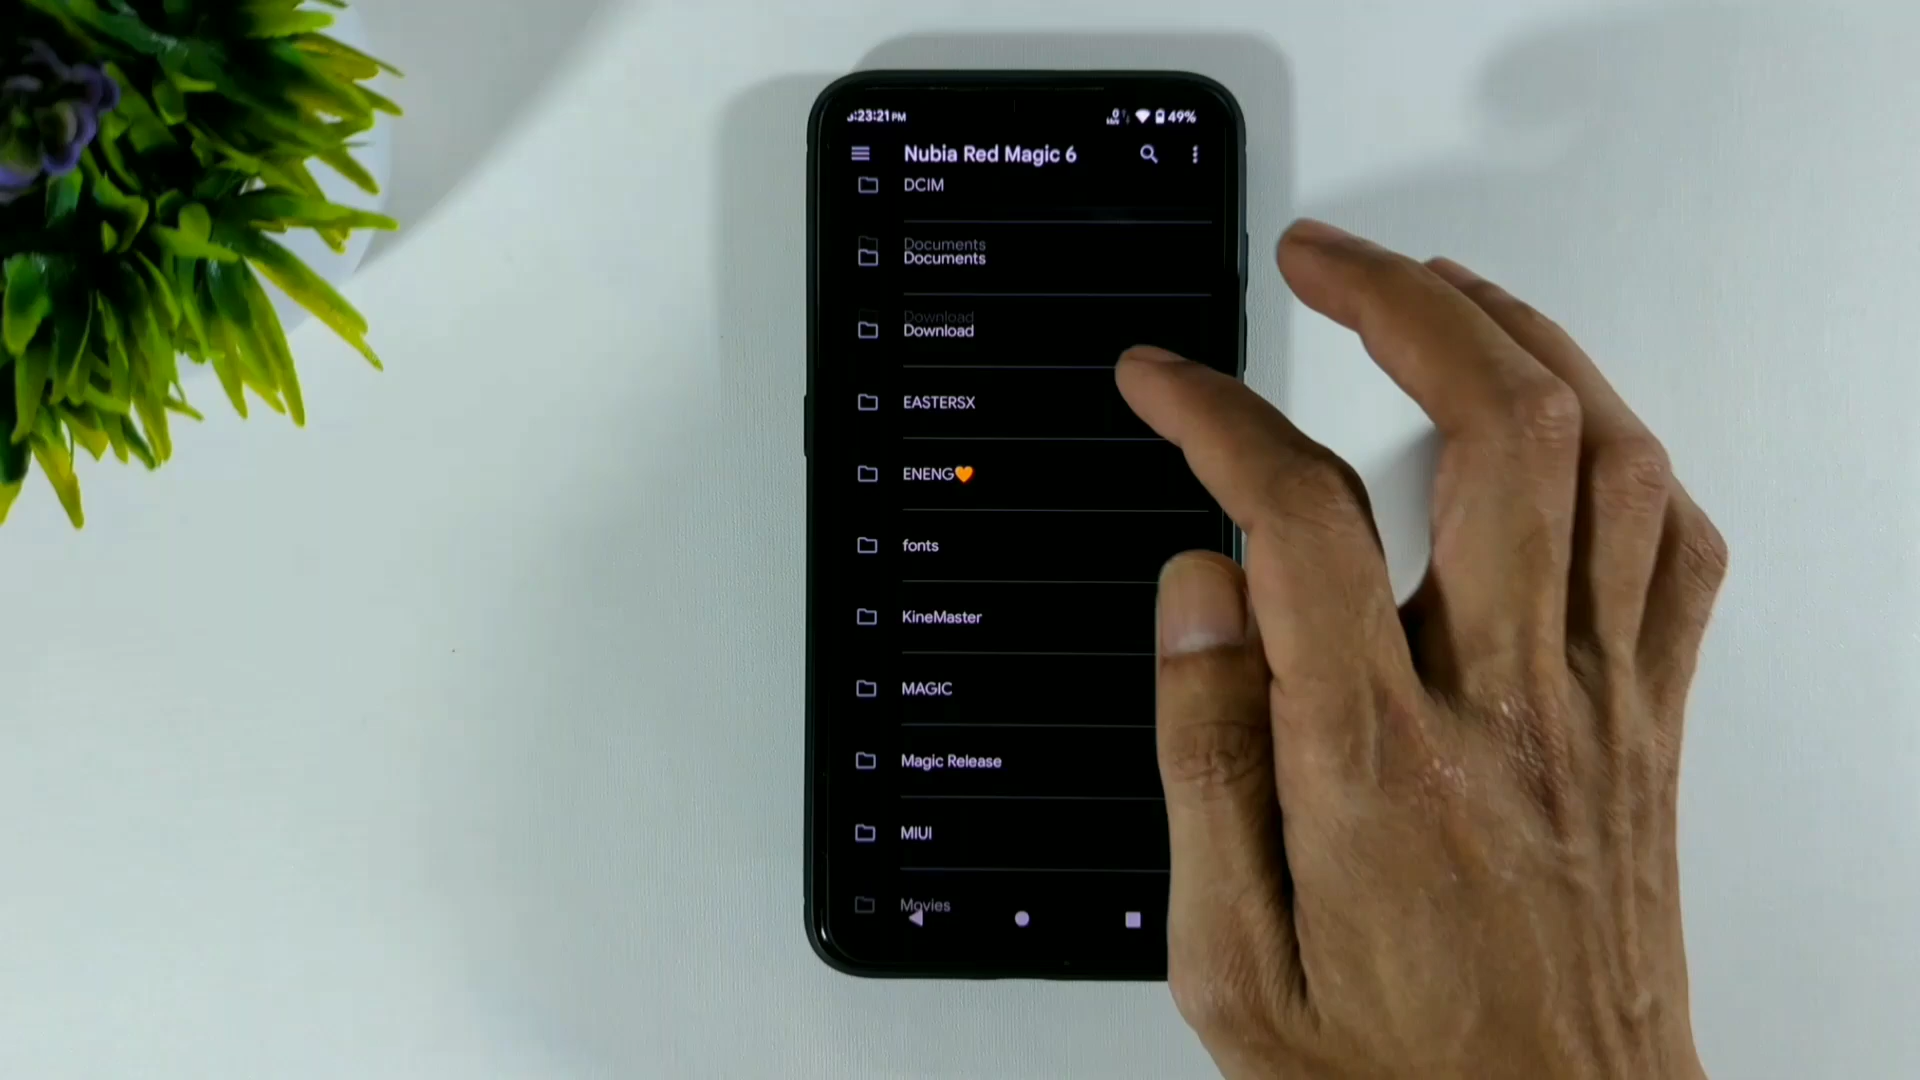 :23:21 PM 49%
Nubia Red Magic 6
DCIM
Documents
Documents
Download
Download
EASTERSX
ENENG🧡
fonts
KineMaster
MAGIC
Magic Release
MIUI
Movies